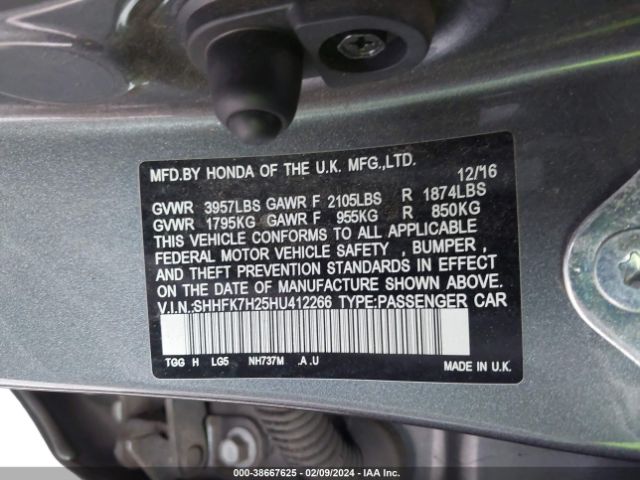 MFD.BY HONDA OF THE U.K. MFG.,LTD.
12/16
GVWR 3957LBS GAWR F 2105LBS R 1874LBS
GVWR 1795KG GAWR F 955KG R 850KG
THIS VEHICLE CONFORMS TO ALL APPLICABLE
FEDERAL MOTOR VEHICLE SAFETY , BUMPER ,
AND THEFT PREVENTION STANDARDS IN EFFECT
ON THE DATE OF MANUFACTURE SHOWN ABOVE.
V.I.N.:SHHFK7H25HU412266 TYPE:PASSENGER CAR
TGG H LG5 NH737M .A .U
MADE IN U.K.
000-38667625 - 02/09/2024 - IAA Inc.